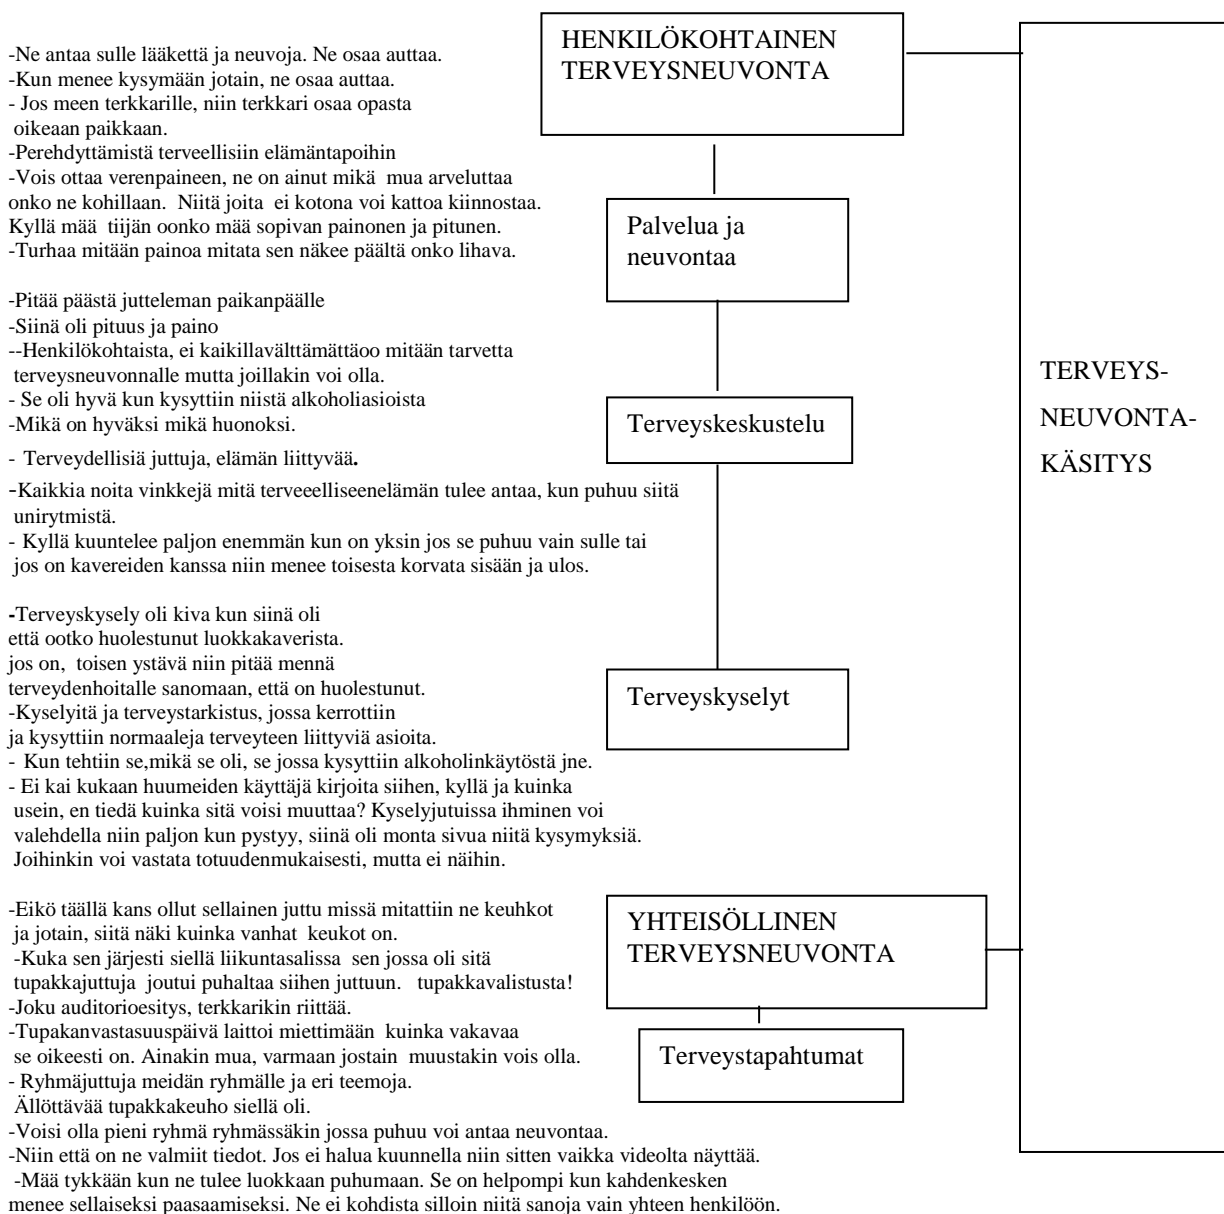 -Ne antaa sulle lääkettä ja neuvoja. Ne osaa auttaa.
-Kun menee kysymään jotain, ne osaa auttaa.
- Jos meen terkkarille, niin terkkari osaa opasta
oikeaan paikkaan.
-Perehdyttämistä terveellisiin elämäntapoihin
-Vois ottaa verenpaineen, ne on ainut mikä mua arveluttaa
onko ne kohillaan. Niitä joita ei kotona voi kattoa kiinnostaa.
Kyllä mää tiijän oonko mää sopivan painonen ja pitunen.
-Turhaa mitään painoa mitata sen näkee päältä onko lihava.
-Pitää päästä jutteleman paikanpäälle
-Siinä oli pituus ja paino
--Henkilökohtaista, ei kaikillavälttämättäoo mitään tarvetta
terveysneuvonnalle mutta joillakin voi olla.
- Se oli hyvä kun kysyttiin niistä alkoholiasioista
-Mikä on hyväksi mikä huonoksi.
- Terveydellisiä juttuja, elämän liittyvää.
-Kaikkia noita vinkkejä mitä terveeelliseenelämän tulee antaa, kun puhuu siitä
unirytmistä.
- Kyllä kuuntelee paljon enemmän kun on yksin jos se puhuu vain sulle tai
jos on kavereiden kanssa niin menee toisesta korvata sisään ja ulos.
-Terveyskysely oli kiva kun siinä oli
että ootko huolestunut luokkakaverista.
jos on, toisen ystävä niin pitää mennä
terveydenhoitalle sanomaan, että on huolestunut.
-Kyselyitä ja terveystarkistus, jossa kerrottiin
ja kysyttiin normaaleja terveyteen liittyviä asioita.
- Kun tehtiin se,mikä se oli, se jossa kysyttiin alkoholinkäytöstä jne.
- Ei kai kukaan huumeiden käyttäjä kirjoita siihen, kyllä ja kuinka
usein, en tiedä kuinka sitä voisi muuttaa? Kyselyjutuissa ihminen voi
valehdella niin paljon kun pystyy, siinä oli monta sivua niitä kysymyksiä.
Joihinkin voi vastata totuudenmukaisesti, mutta ei näihin.
-Eikö täällä kans ollut sellainen juttu missä mitattiin ne keuhkot
ja jotain, siitä näki kuinka vanhat keukot on.
-Kuka sen järjesti siellä liikuntasalissa sen jossa oli sitä
tupakkajuttuja joutui puhaltaa siihen juttuun. tupakkavalistusta!
-Joku auditorioesitys, terkkarikin riittää.
-Tupakanvastasuuspäivä laittoi miettimään kuinka vakavaa
se oikeesti on. Ainakin mua, varmaan jostain muustakin vois olla.
- Ryhmäjuttuja meidän ryhmälle ja eri teemoja.
Ällöttävää tupakkakeuho siellä oli.
-Voisi olla pieni ryhmä ryhmässäkin jossa puhuu voi antaa neuvontaa.
-Niin että on ne valmiit tiedot. Jos ei halua kuunnella niin sitten vaikka videolta näyttää.
-Mää tykkään kun ne tulee luokkaan puhumaan. Se on helpompi kun kahdenkesken
menee sellaiseksi paasaamiseksi. Ne ei kohdista silloin niitä sanoja vain yhteen henkilöön.
HENKILÖKOHTAINEN
TERVEYSNEUVONTA
Palvelua ja
neuvontaa
Terveyskeskustelu
Terveyskyselyt
YHTEISÖLLINEN
TERVEYSNEUVONTA
Terveystapahtumat
TERVEYS-
NEUVONTA-
KÄSITYS